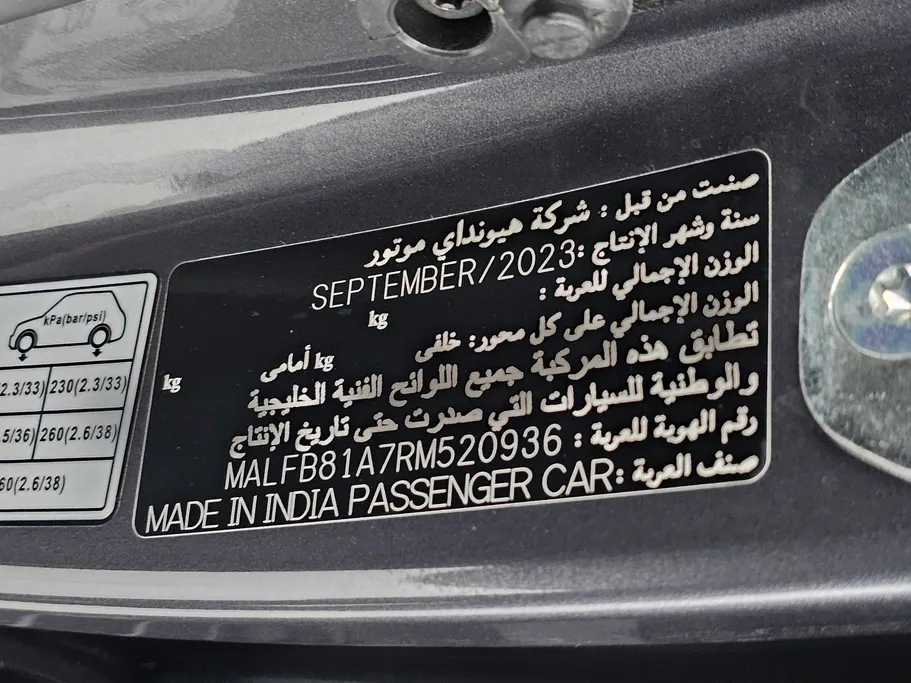 صنعت من قبل : شركة هيونداي موتور
سنة وشهر الإنتاج :SEPTEMBER/2023
الوزن الإجمالي للعربة :
kg
الوزن الإجمالي على كل محور: خلفى
kg أمامى kg
تطابق هذه المركبة جميع اللوائح الفنية الخليجية
والوطنية للسيارات التي صدرت حتى تاريخ الإنتاج
رقم الهوية للعربة : MALFB81A7RM520936
صنف العربة :MADE IN INDIA PASSENGER CAR
kPa(bar/psi)
2.3/33) 230(2.3/33)
5/36) 260(2.6/38)
60(2.6/38)